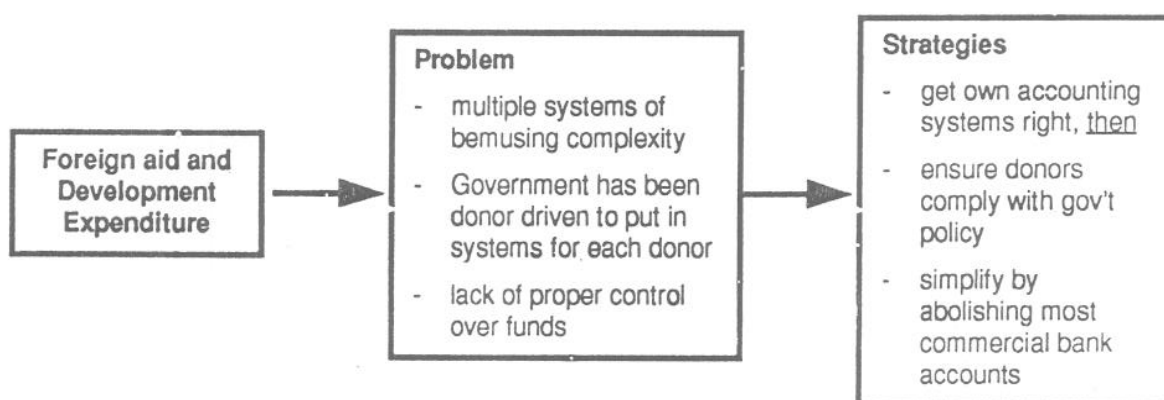 Foreign aid and
Development
Expenditure
Problem
- multiple systems of
bemusing complexity
- Government has been
donor driven to put in
systems for each donor
- lack of proper control
over funds
Strategies
- get own accounting
systems right, then
- ensure donors
comply with gov't
policy
- simplify by
abolishing most
commercial bank
accounts